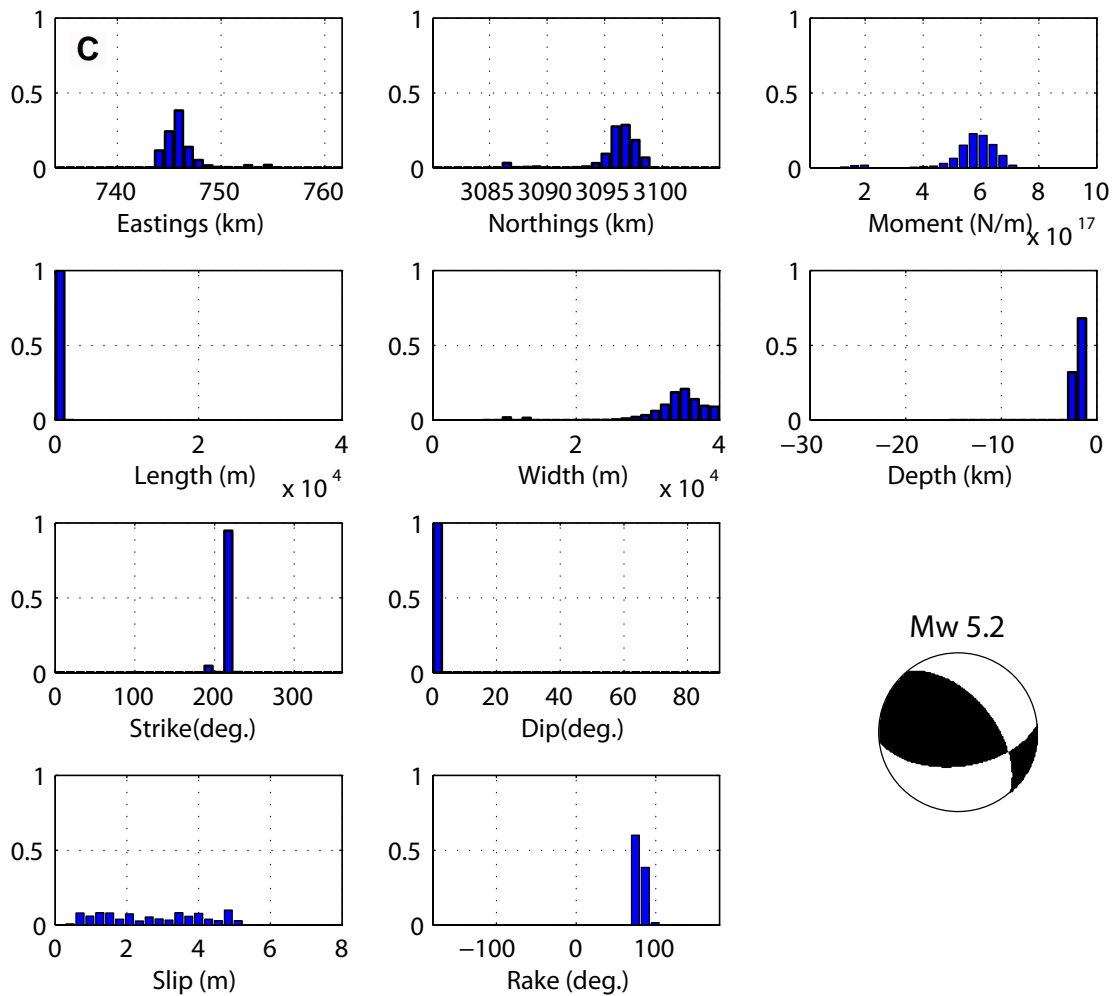 C
1
0.5
0
740 750 760
Eastings (km)
1
0.5
0
3085 3090 3095 3100
Northings (km)
1
0.5
0
2 4 6 8 10
Moment (N/m)
x 10 17
1
0.5
0
0 2 4
Length (m)
x 10 4
1
0.5
0
0 2 4
Width (m)
x 10 4
1
0.5
0
−30 −20 −10 0
Depth (km)
1
0.5
0
0 100 200 300
Strike(deg.)
1
0.5
0
0 20 40 60 80
Dip(deg.)
Mw 5.2
1
0.5
0
0 2 4 6 8
Slip (m)
1
0.5
0
−100 0 100
Rake (deg.)